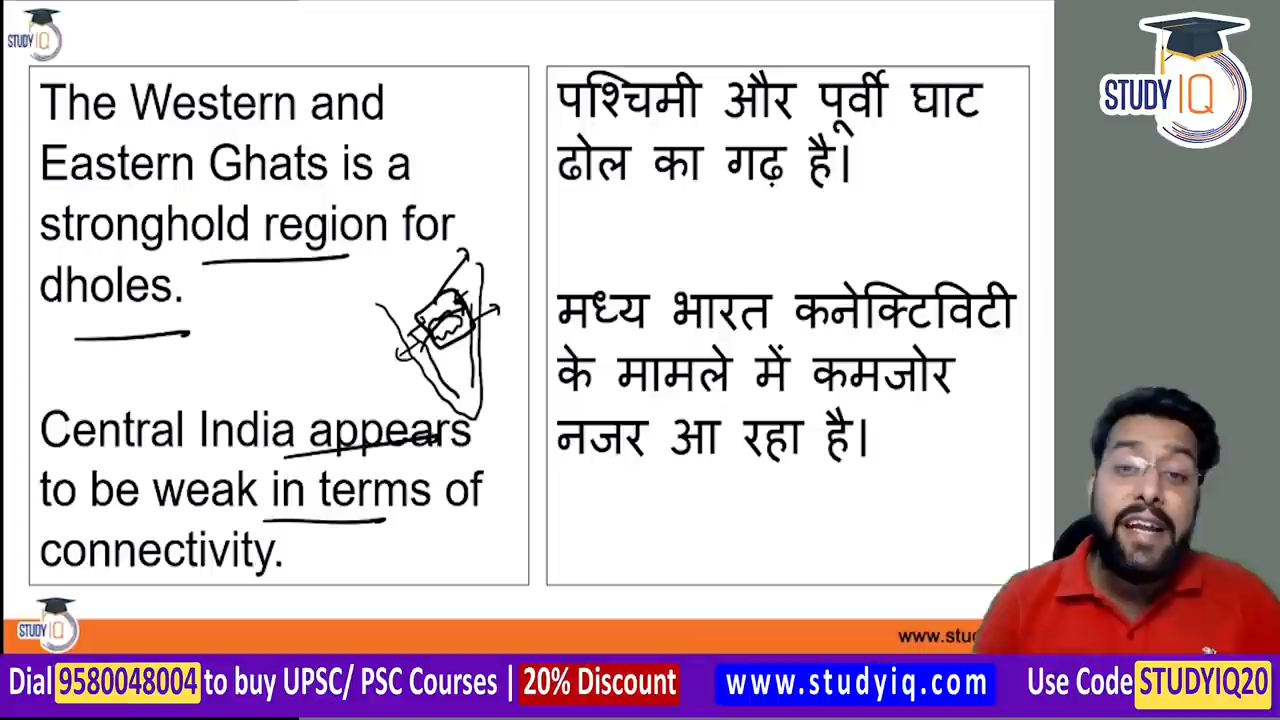 STUDY IQ
The Western and
Eastern Ghats is a
stronghold region for
dholes.
Central India appears
to be weak in terms of
connectivity.
पश्चिमी और पूर्वी घाट
ढोल का गढ़ है।
मध्य भारत कनेक्टिविटी
के मामले में कमजोर
नजर आ रहा है।
STUDY IQ
STUDY IQ
www.stud
Dial 9580048004 to buy UPSC/ PSC Courses | 20% Discount www.studyiq.com Use Code STUDYIQ20